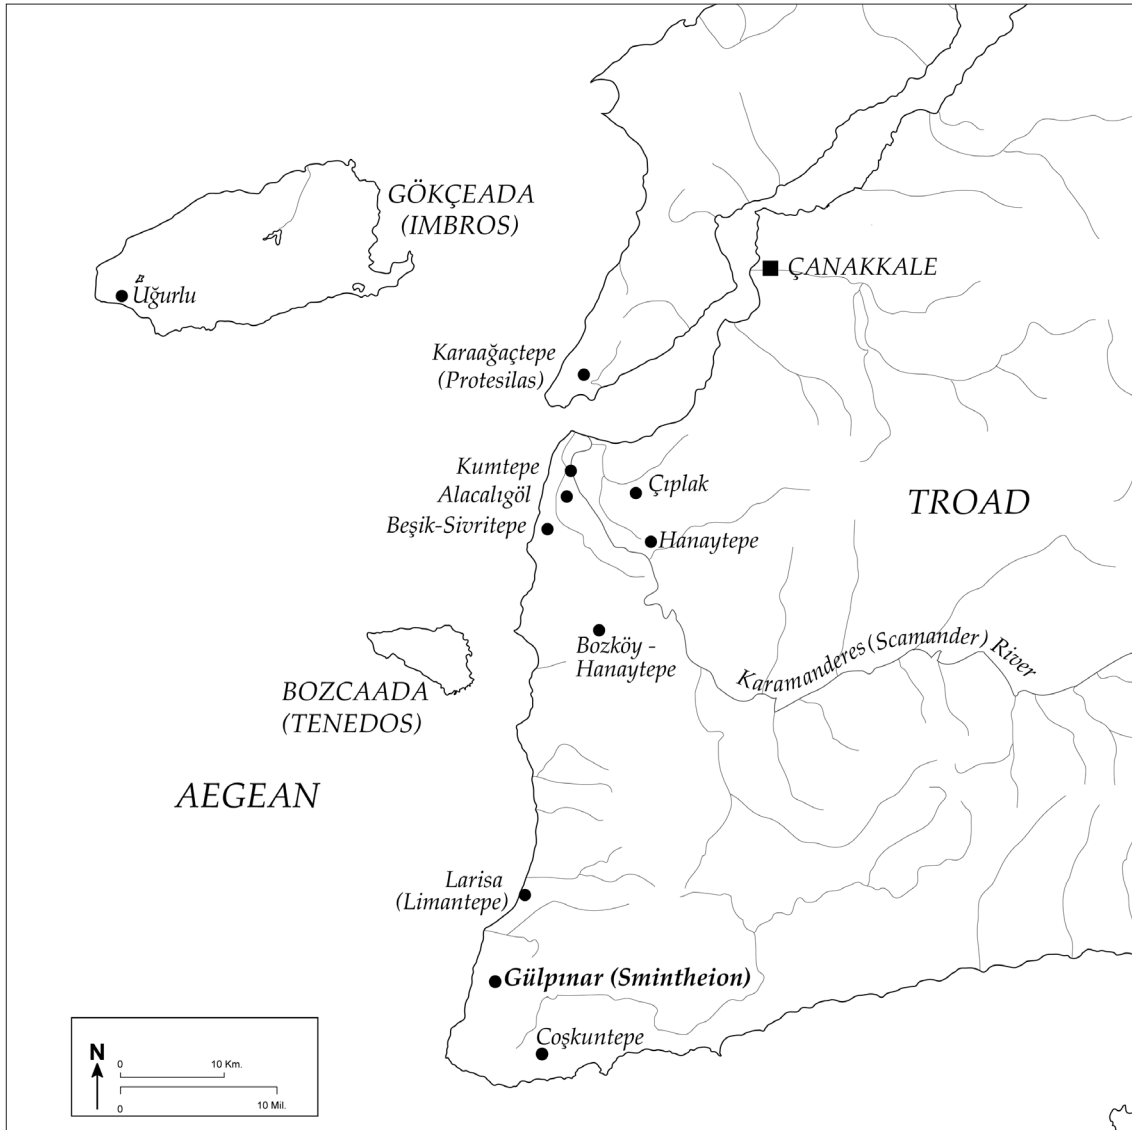 GÖKÇEADA
(IMBROS)
ÇANAKKALE
Üğurlu
Karaağaçtepe
(Protesilas)
Kumtepe
Alacalıgöl
Çıplak
Beşik-Sivritepe
Hanaytepe
TROAD
Bozköy -
Hanaytepe
Karamanderes (Scamander) River
BOZCAADA
(TENEDOS)
AEGEAN
Larisa
(Limantepe)
Gülpınar (Smintheion)
Coşkuntepe
N
0 10 Km.
0 10 Mil.